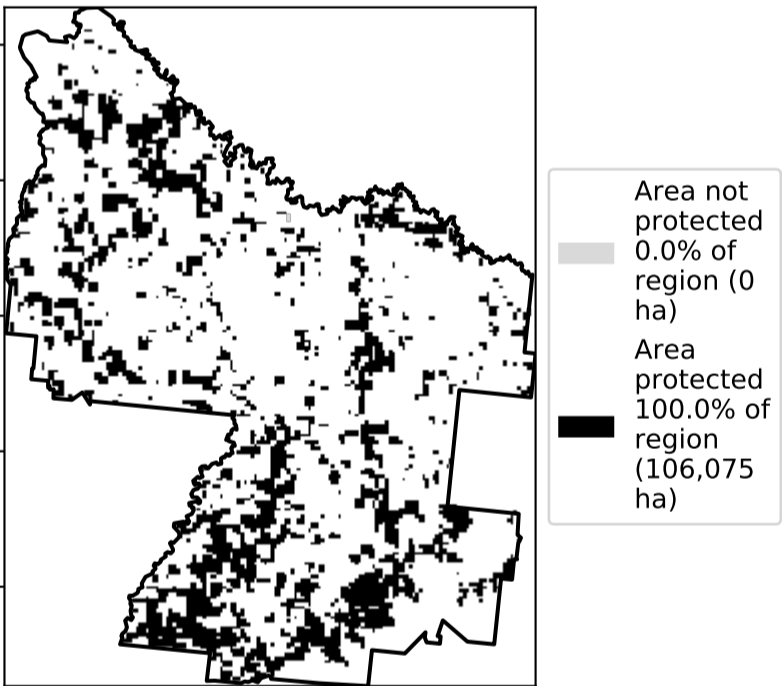 Area not
protected
0.0% of
region (0
ha)
Area
protected
100.0% of
region
(106,075
ha)